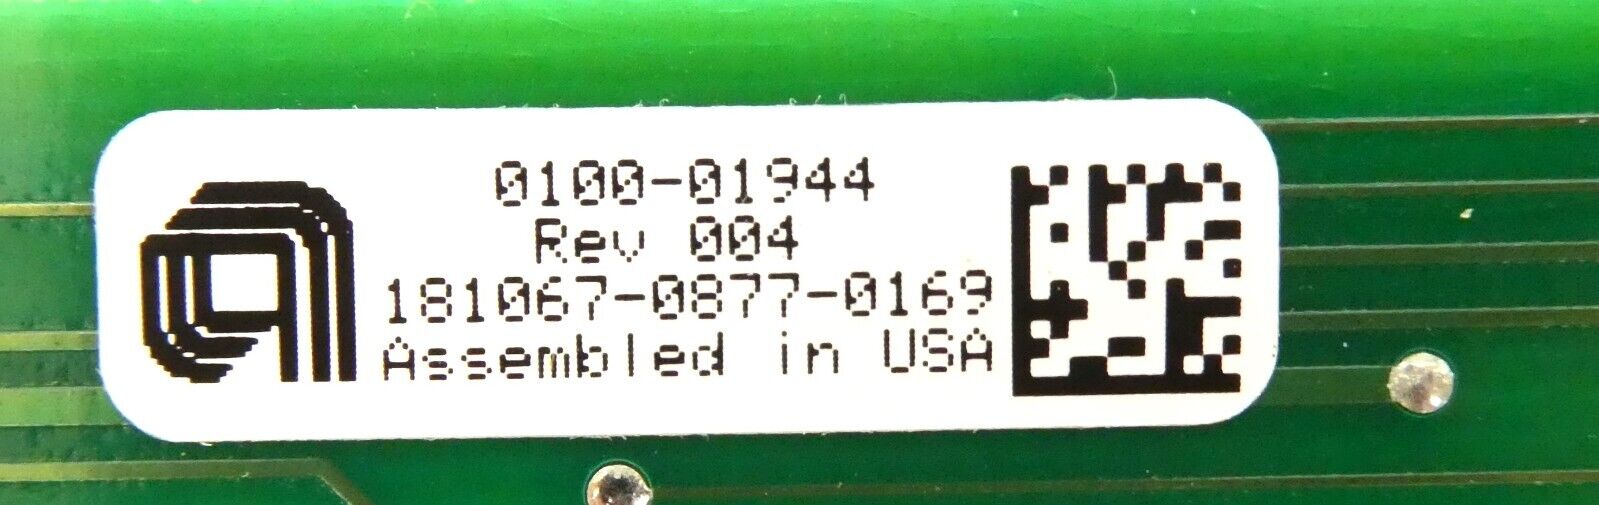 0100-01944
Rev 004
181067-0877-0169
Assembled in USA